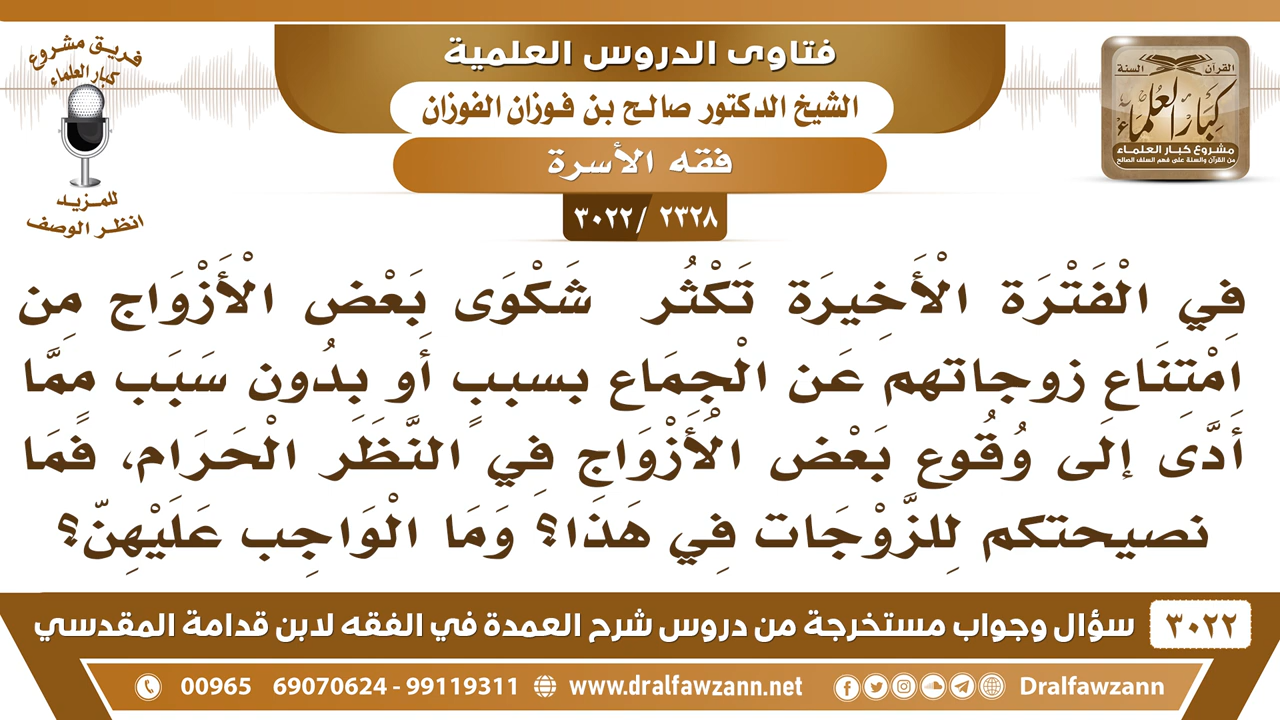 فتاوى الدروس العلمية
الشيخ الدكتور صالح بن فوزان الفوزان
فقه الأسرة
٢٣٢٨ / ٣٠٢٢
فريق مشروع
كبار العلماء
للمزيد
انظر الوصف
القرآن السنة
كبار العلماء
مشروع كبار العلماء
من القرآن والسنة على فهم السلف الصالح
في الْفَتْرَة الْأَخِيرَة تَكْثُر شَكْوَى بَعْض الْأَزْوَاج مِن
امْتِنَاع زوجاتهم عَن الْجِمَاع بسببٍ أَو بِدُون سَبَب مِمَّا
أَدَّى إلَى وُقُوع بَعْض الْأَزْوَاج فِي النَّظَر الْحَرَام، فَمَا
نصيحتكم لِلزَّوْجَات فِي هَذَا؟ وَمَا الْوَاجِب عَلَيْهِنّ؟
٣٠٢٢ سؤال وجواب مستخرجة من دروس شرح العمدة في الفقه لابن قدامة المقدسي
00965 69070624 - 99119311 www.dralfawzann.net Dralfawzann